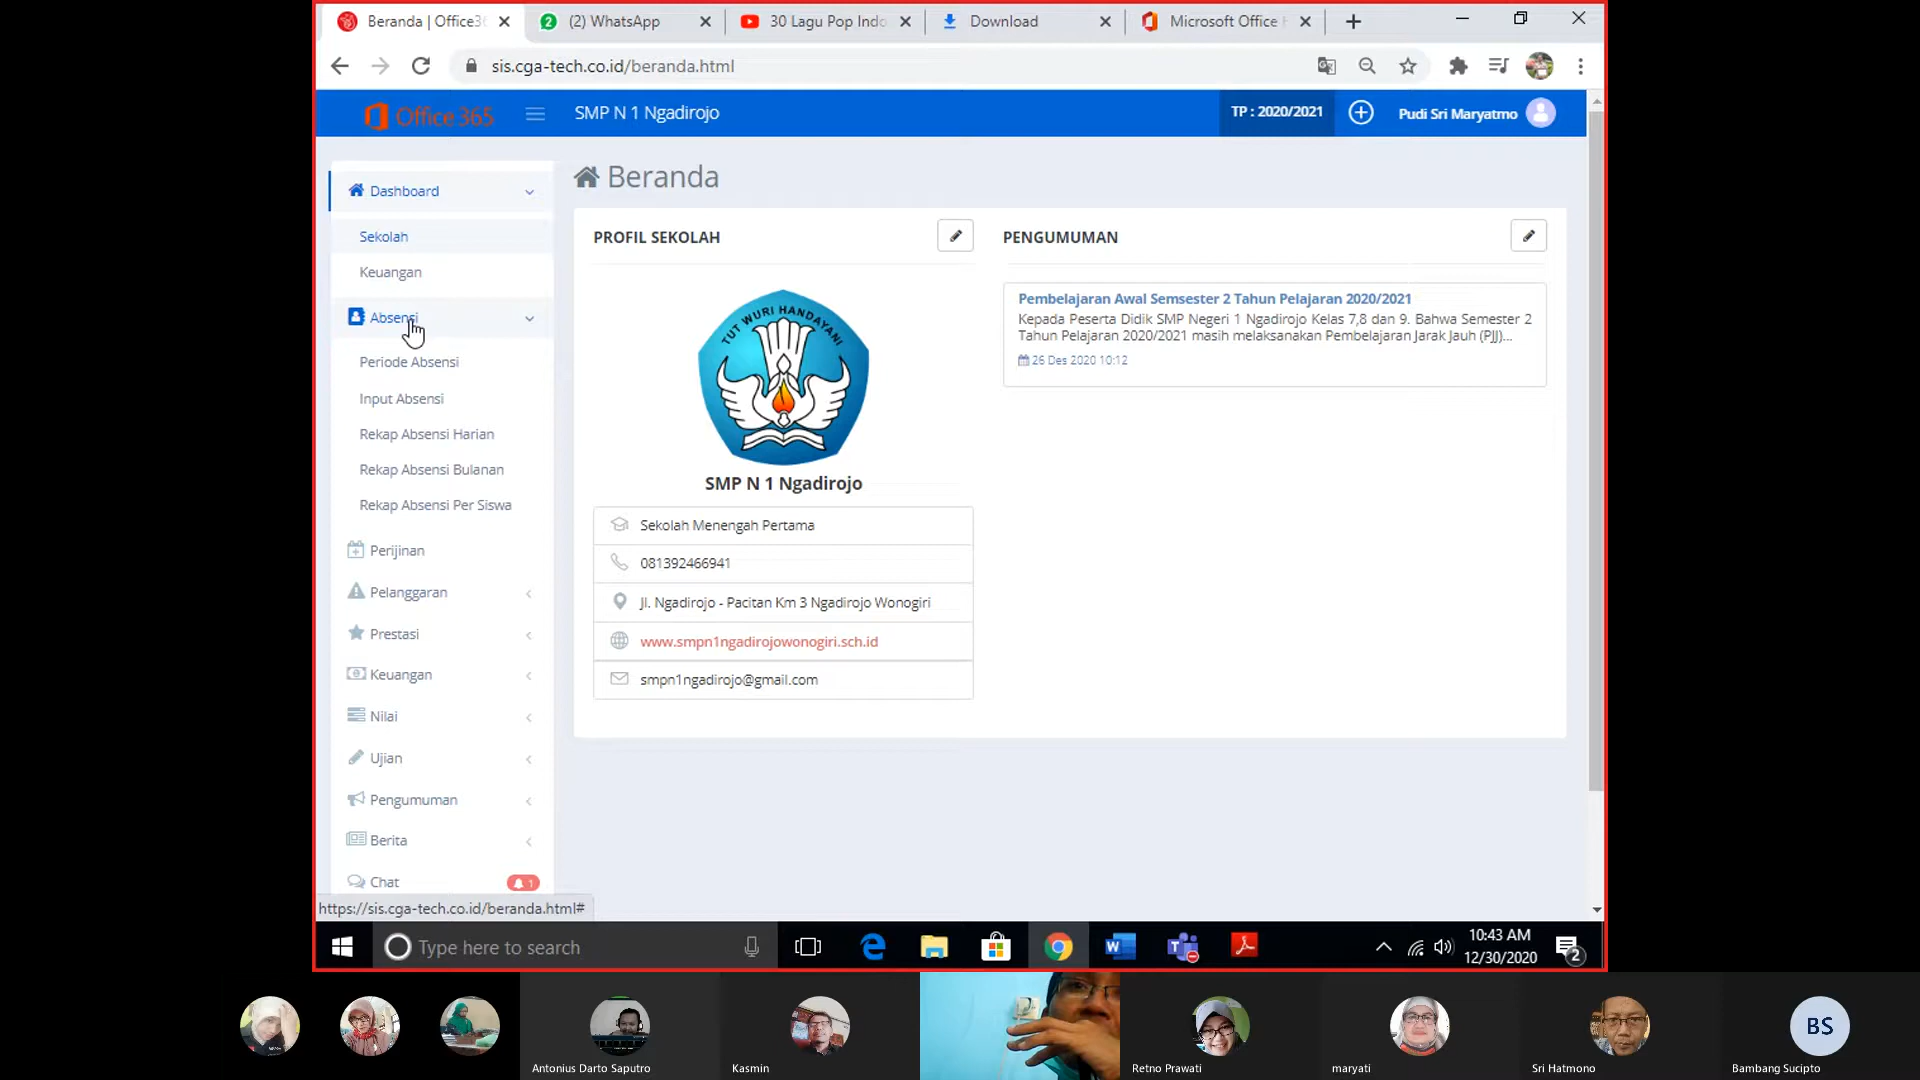 Beranda | Office36
(2) WhatsApp
30 Lagu Pop Indo
Download
Microsoft Office H
sis.cga-tech.co.id/beranda.html
Office 365
SMP N 1 Ngadirojo
TP : 2020/2021
Pudi Sri Maryatmo
Dashboard
Sekolah
Keuangan
Absensi
Periode Absensi
Input Absensi
Rekap Absensi Harian
Rekap Absensi Bulanan
Rekap Absensi Per Siswa
Perijinan
Pelanggaran
Prestasi
Keuangan
Nilai
Ujian
Pengumuman
Berita
Chat
1
Beranda
PROFIL SEKOLAH
TUT WURI HANDAYANI
SMP N 1 Ngadirojo
Sekolah Menengah Pertama
081392466941
Jl. Ngadirojo - Pacitan Km 3 Ngadirojo Wonogiri
www.smpn1ngadirojowonogiri.sch.id
smpn1ngadirojo@gmail.com
PENGUMUMAN
Pembelajaran Awal Semsester 2 Tahun Pelajaran 2020/2021
Kepada Peserta Didik SMP Negeri 1 Ngadirojo Kelas 7,8 dan 9. Bahwa Semester 2
Tahun Pelajaran 2020/2021 masih melaksanakan Pembelajaran Jarak Jauh (PJJ)...
26 Des 2020 10:12
https://sis.cga-tech.co.id/beranda.html#
Type here to search
10:43 AM
12/30/2020
2
Antonius Darto Saputro
Kasmin
Retno Prawati
maryati
Sri Hatmono
BS
Bambang Sucipto